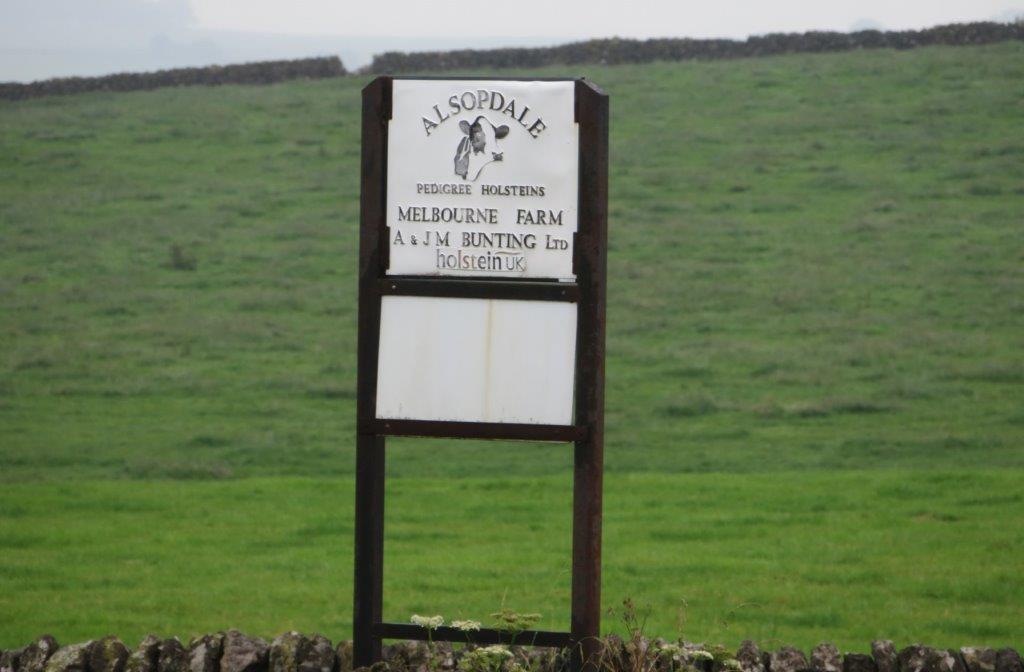 ALSOPDALE
PEDIGREE HOLSTEINS
MELBOURNE FARM
A & J M BUNTING LTD
holstein UK